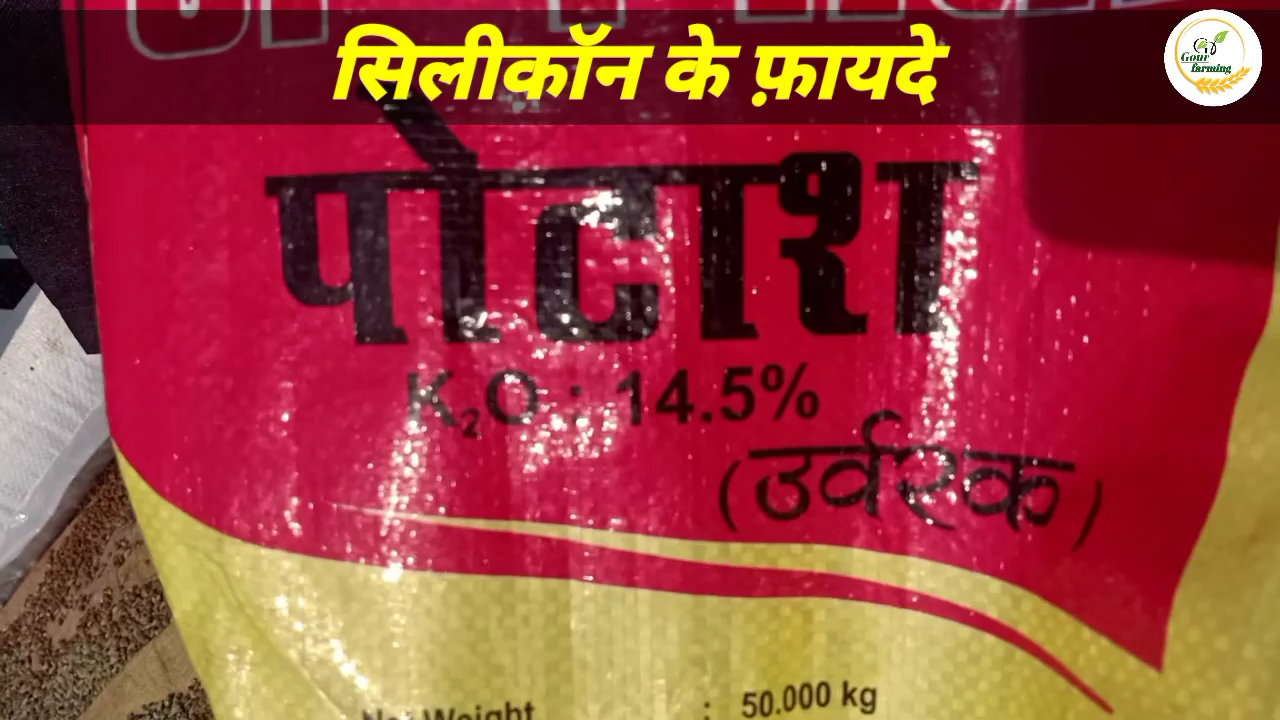 सिलीकॉन के फ़ायदे
Gour
farming
पोटाश
K₂O : 14.5%
(उर्वरक)
Net Weight : 50.000 kg